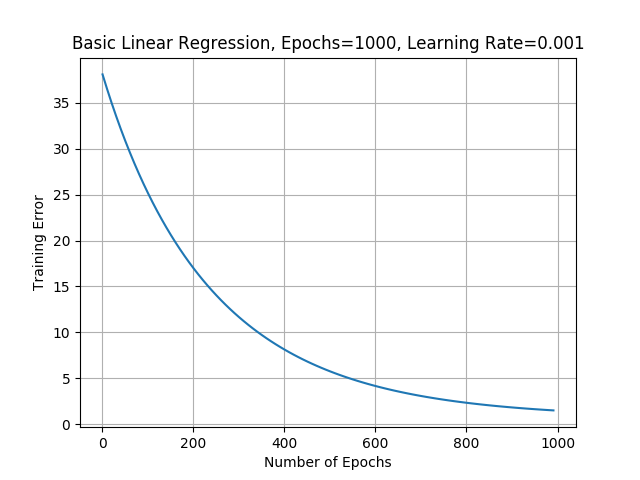 Basic Linear Regression, Epochs=1000, Learning Rate=0.001
35
30
25
20
15
10
5
0
Training Error
0 200 400 600 800 1000
Number of Epochs